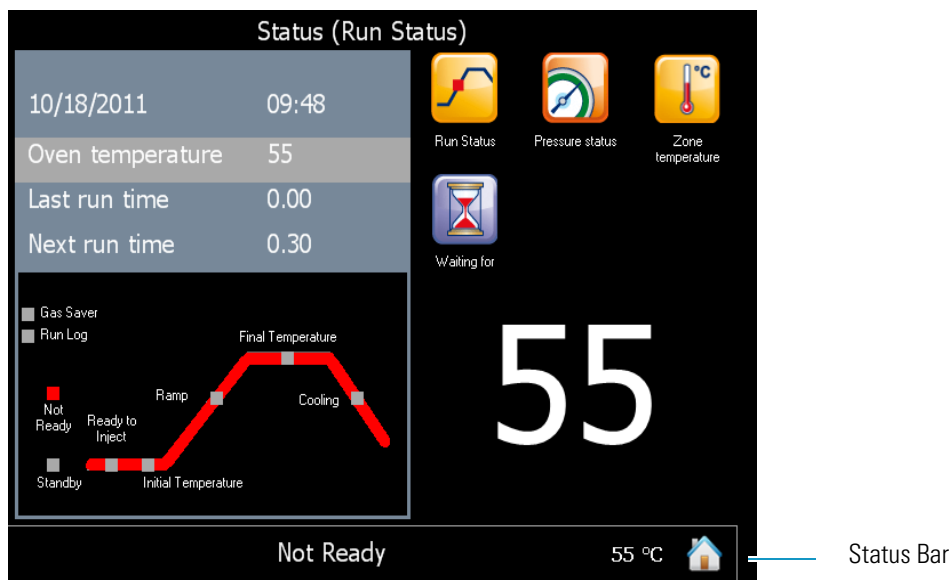 Status (Run Status)
10/18/2011 09:48
Oven temperature 55
Last run time 0.00
Next run time 0.30
Run Status
Pressure status
°C
Zone
temperature
Waiting for
Gas Saver
Run Log
Final Temperature
Ramp
Cooling
Not
Ready
Ready to
Inject
Standby
Initial Temperature
55
Not Ready 55 °C
Status Bar